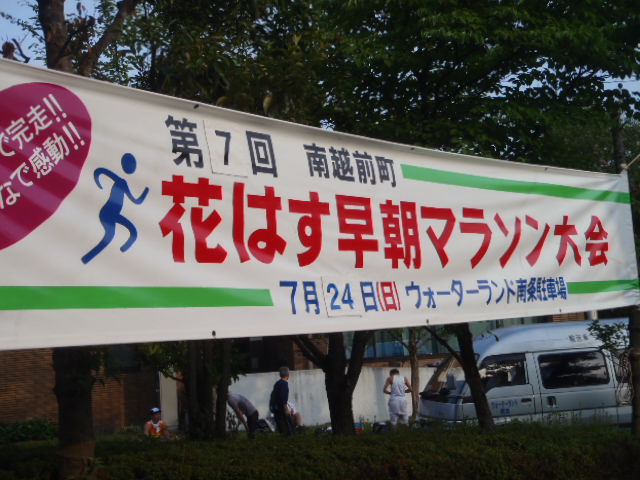 で完走!!
なで感動!!
第7回 南越前町
花はす早朝マラソン大会
7月24日(日) ウォーターランド南条駐車場